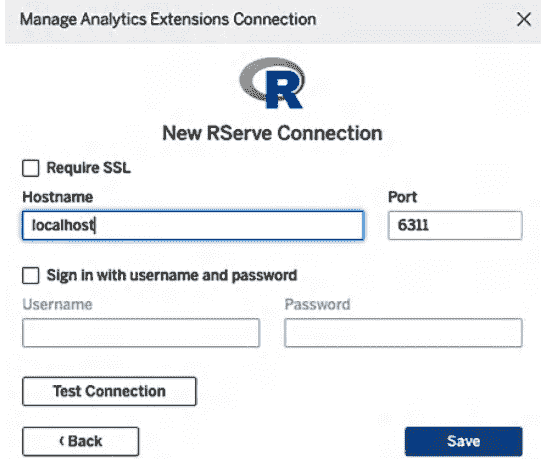 Manage Analytics Extensions Connection
R
New RServe Connection
Require SSL
Hostname Port
localhost 6311
Sign in with username and password
Username Password
Test Connection
‹ Back Save